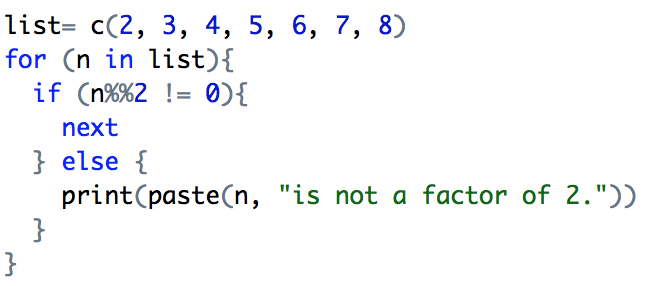 list= c(2, 3, 4, 5, 6, 7, 8)
for (n in list){
  if (n%%2 != 0){
    next
  } else {
    print(paste(n, "is not a factor of 2."))
  }
}